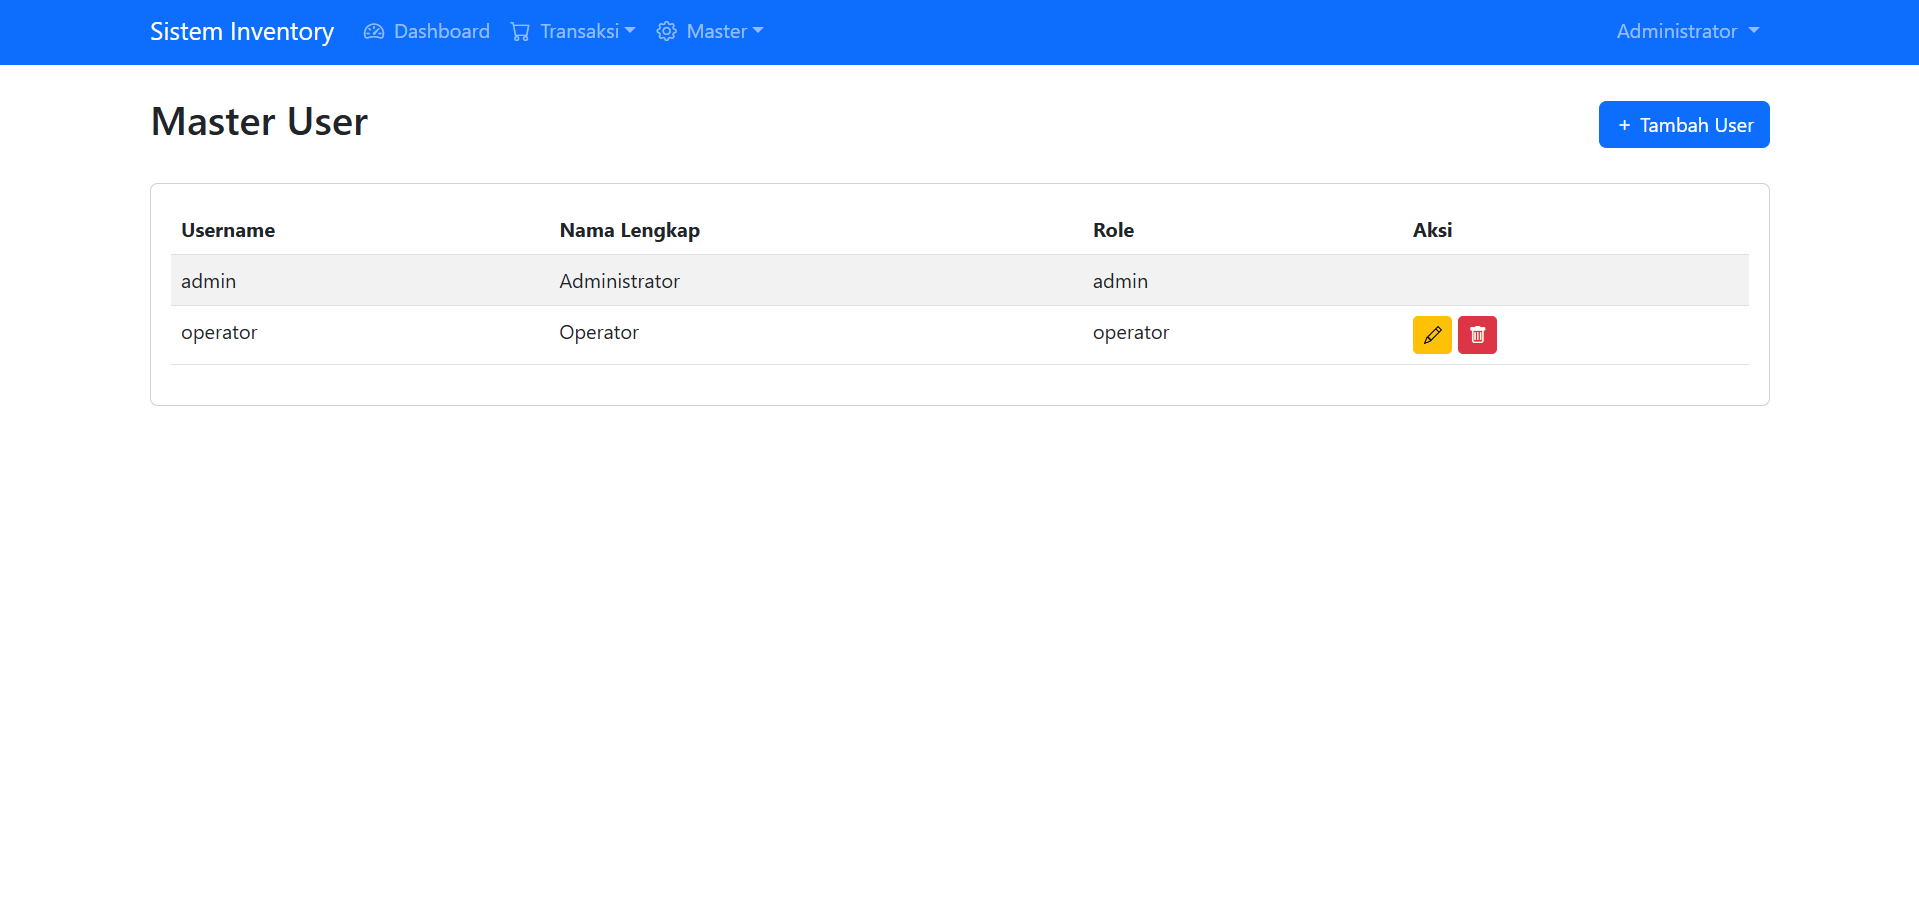 Sistem Inventory Dashboard Transaksi Master Administrator
Master User
+ Tambah User
Username Nama Lengkap Role Aksi
admin Administrator admin
operator Operator operator